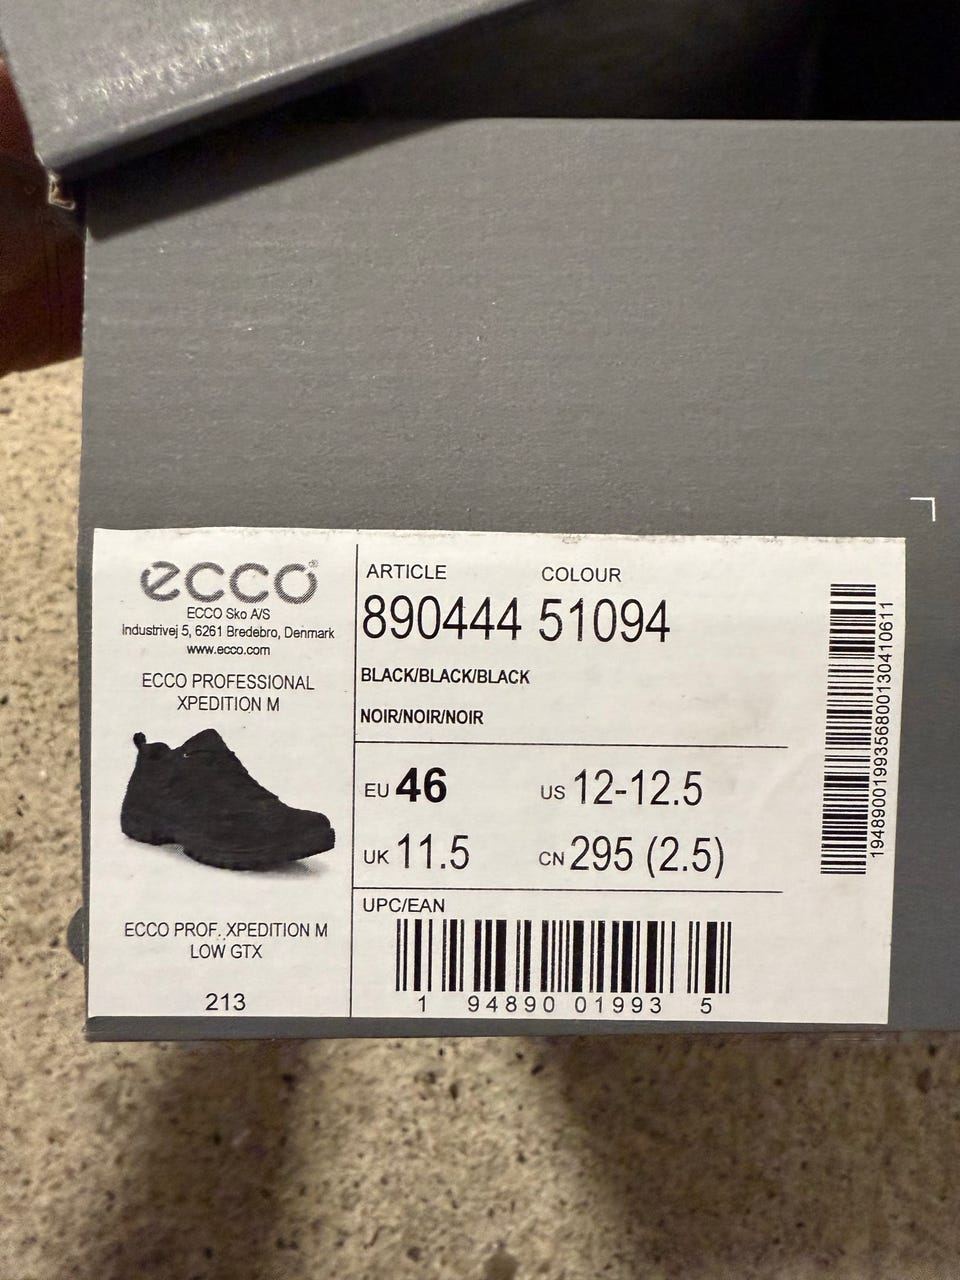 ecco®
ECCO Sko A/S
Industrivej 5, 6261 Bredebro, Denmark
www.ecco.com
ECCO PROFESSIONAL
XPEDITION M
ECCO PROF. XPEDITION M
LOW GTX
213
ARTICLE COLOUR
890444 51094
BLACK/BLACK/BLACK
NOIR/NOIR/NOIR
EU 46 US 12-12.5
UK 11.5 CN 295 (2.5)
UPC/EAN
1 94890 01993 5
1948900199356800130410611